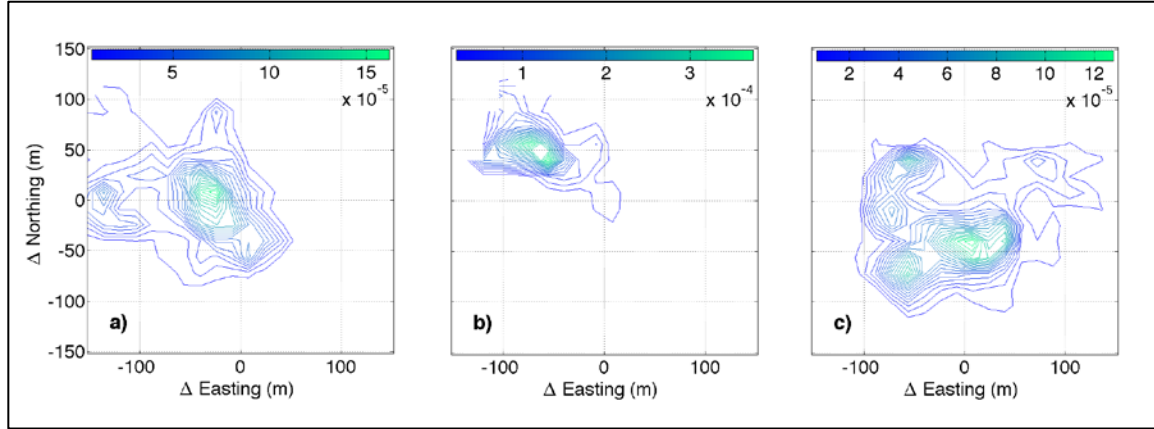 150
100
50
0
-50
-100
-150
Δ Northing (m)
5 10 15
x 10⁻⁵
a)
-100 0 100
Δ Easting (m)
1 2 3
x 10⁻⁴
b)
-100 0 100
Δ Easting (m)
2 4 6 8 10 12
x 10⁻⁵
c)
-100 0 100
Δ Easting (m)